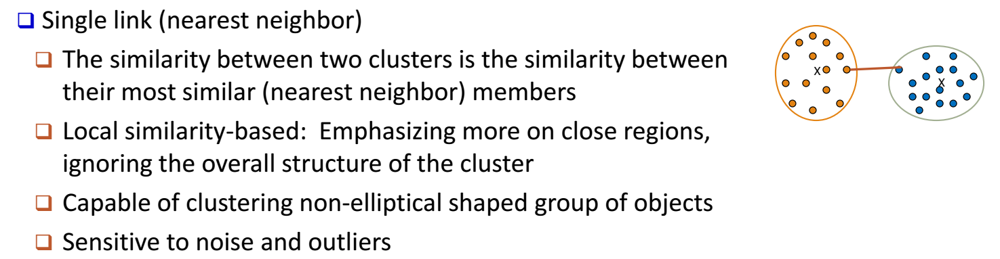 Single link (nearest neighbor)
The similarity between two clusters is the similarity between
their most similar (nearest neighbor) members
Local similarity-based:  Emphasizing more on close regions,
ignoring the overall structure of the cluster
Capable of clustering non-elliptical shaped group of objects
Sensitive to noise and outliers
X
X